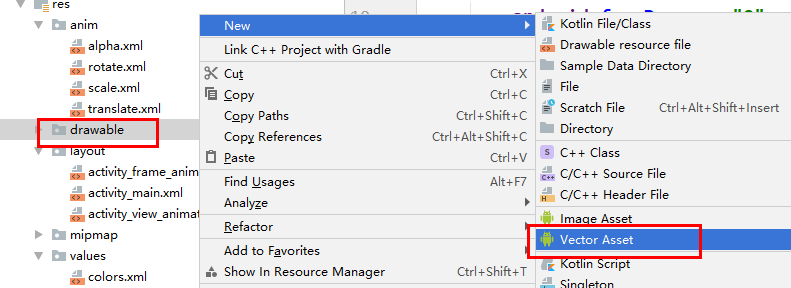 res
anim
alpha.xml
rotate.xml
scale.xml
translate.xml
drawable
layout
activity_frame_anim
activity_main.xml
activity_view_animat
mipmap
values
colors.xml
New
Link C++ Project with Gradle
Cut Ctrl+X
Copy Ctrl+C
Copy Paths Ctrl+Shift+C
Copy References Ctrl+Alt+Shift+C
Paste Ctrl+V
Find Usages Alt+F7
Analyze
Refactor
Add to Favorites
Show In Resource Manager Ctrl+Shift+T
Kotlin File/Class
Drawable resource file
Sample Data Directory
File
Scratch File Ctrl+Alt+Shift+Insert
Directory
C++ Class
C/C++ Source File
C/C++ Header File
Image Asset
Vector Asset
Kotlin Script
Singleton